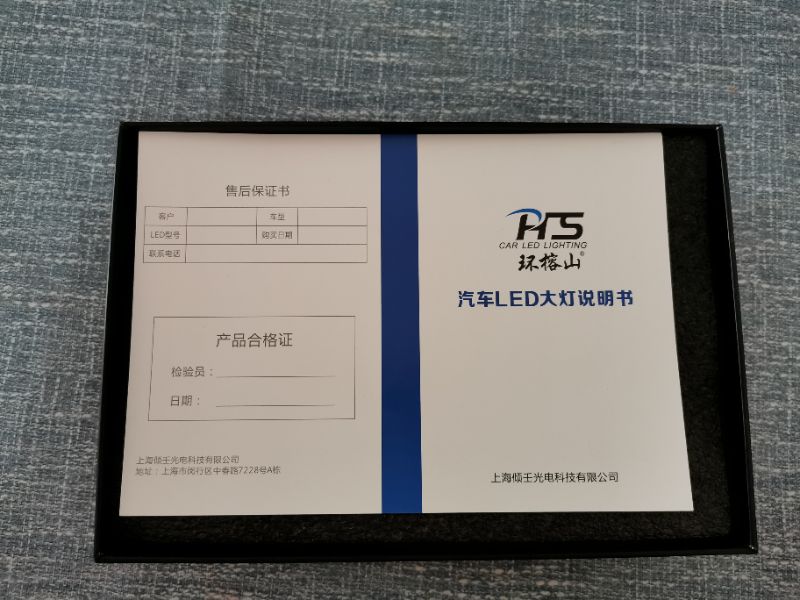 售后保证书
客户 车型
LED型号 购买日期
联系电话
产品合格证
检验员：
日期：
上海倾壬光电科技有限公司
地址：上海市闵行区中春路7228号A栋
HS
CAR LED LIGHTING
环榕山®
汽车LED大灯说明书
上海倾壬光电科技有限公司